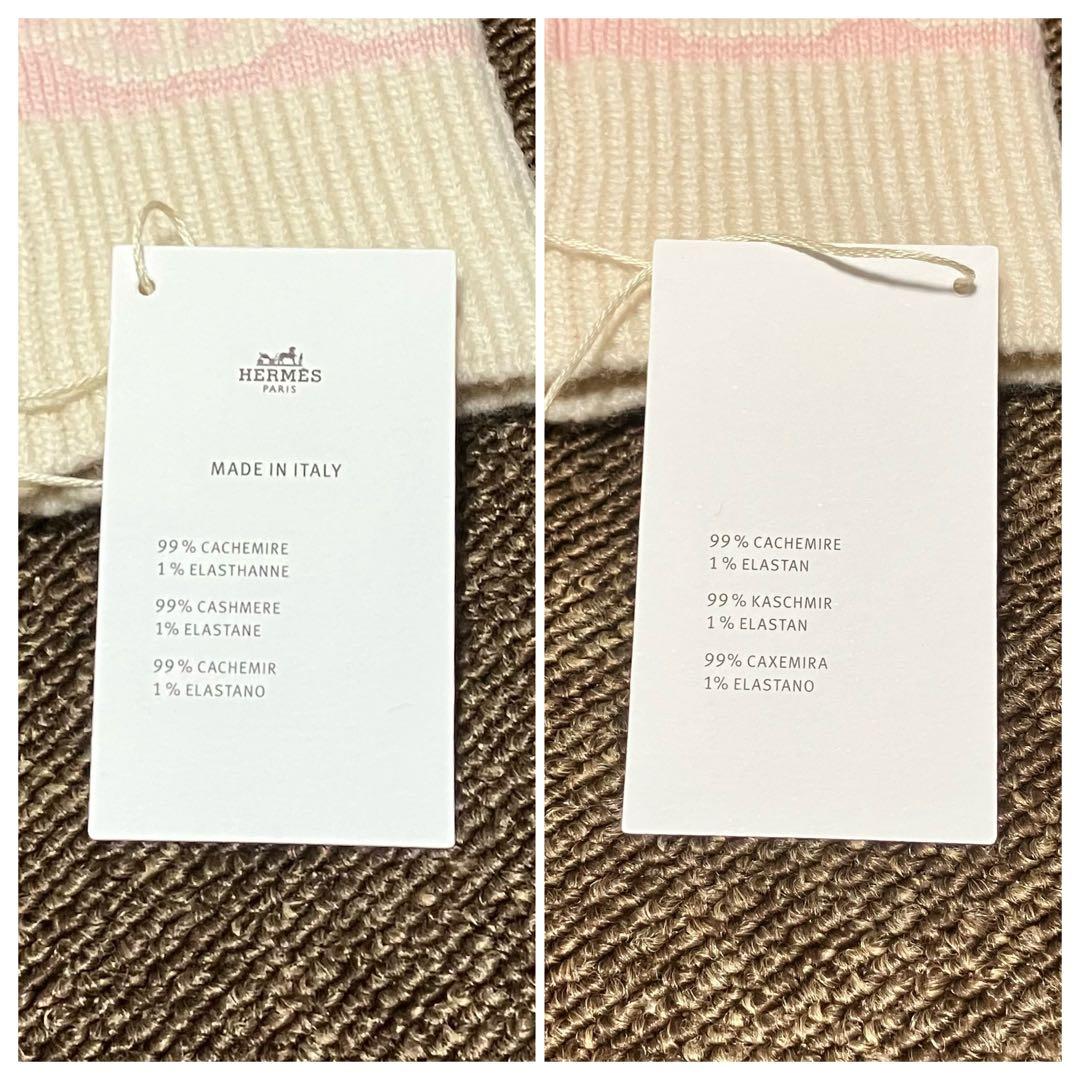 HERMÈS
PARIS
MADE IN ITALY
99% CACHEMIRE
1% ELASTHANNE
99% CASHMERE
1% ELASTANE
99% CACHEMIR
1% ELASTANO
99% CACHEMIRE
1% ELASTAN
99% KASCHMIR
1% ELASTAN
99% CAXEMIRA
1% ELASTANO